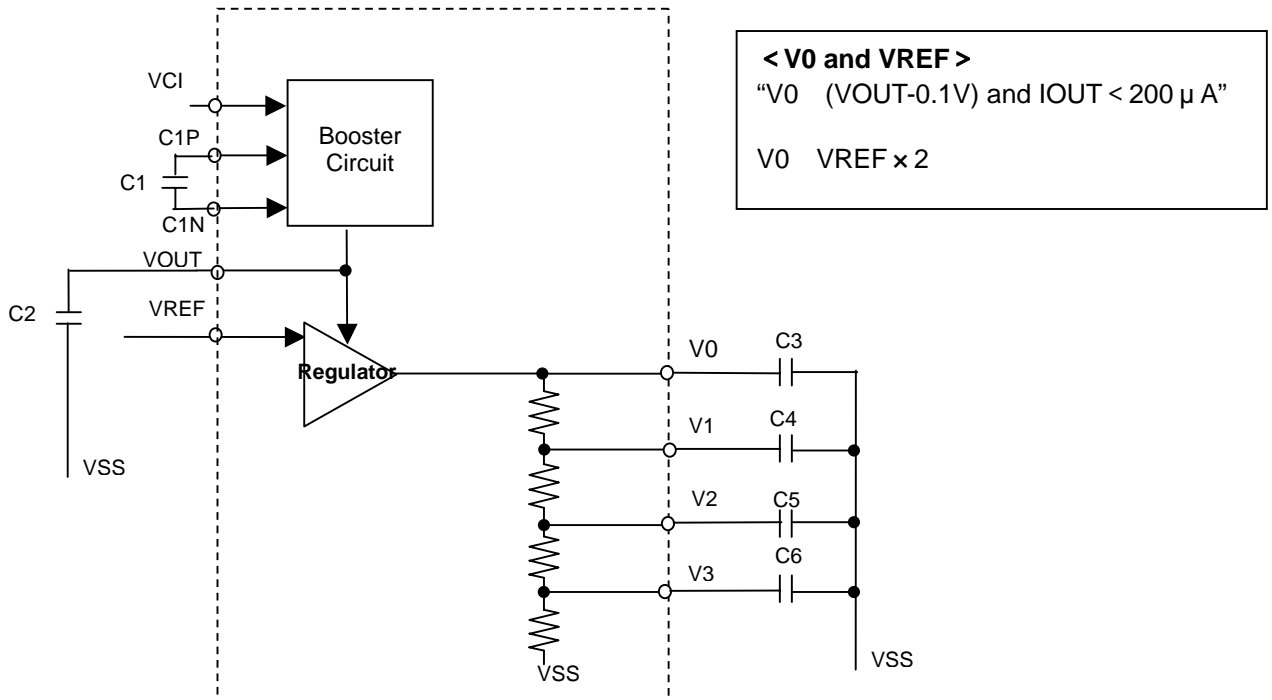 < V0 and VREF >
“V0 (VOUT-0.1V) and IOUT < 200 µ A”
V0 VREF × 2
VCI
C1P
C1
C1N
Booster
Circuit
VOUT
C2
VREF
Regulator
VSS
V0
C3
V1
C4
V2
C5
V3
C6
VSS
VSS